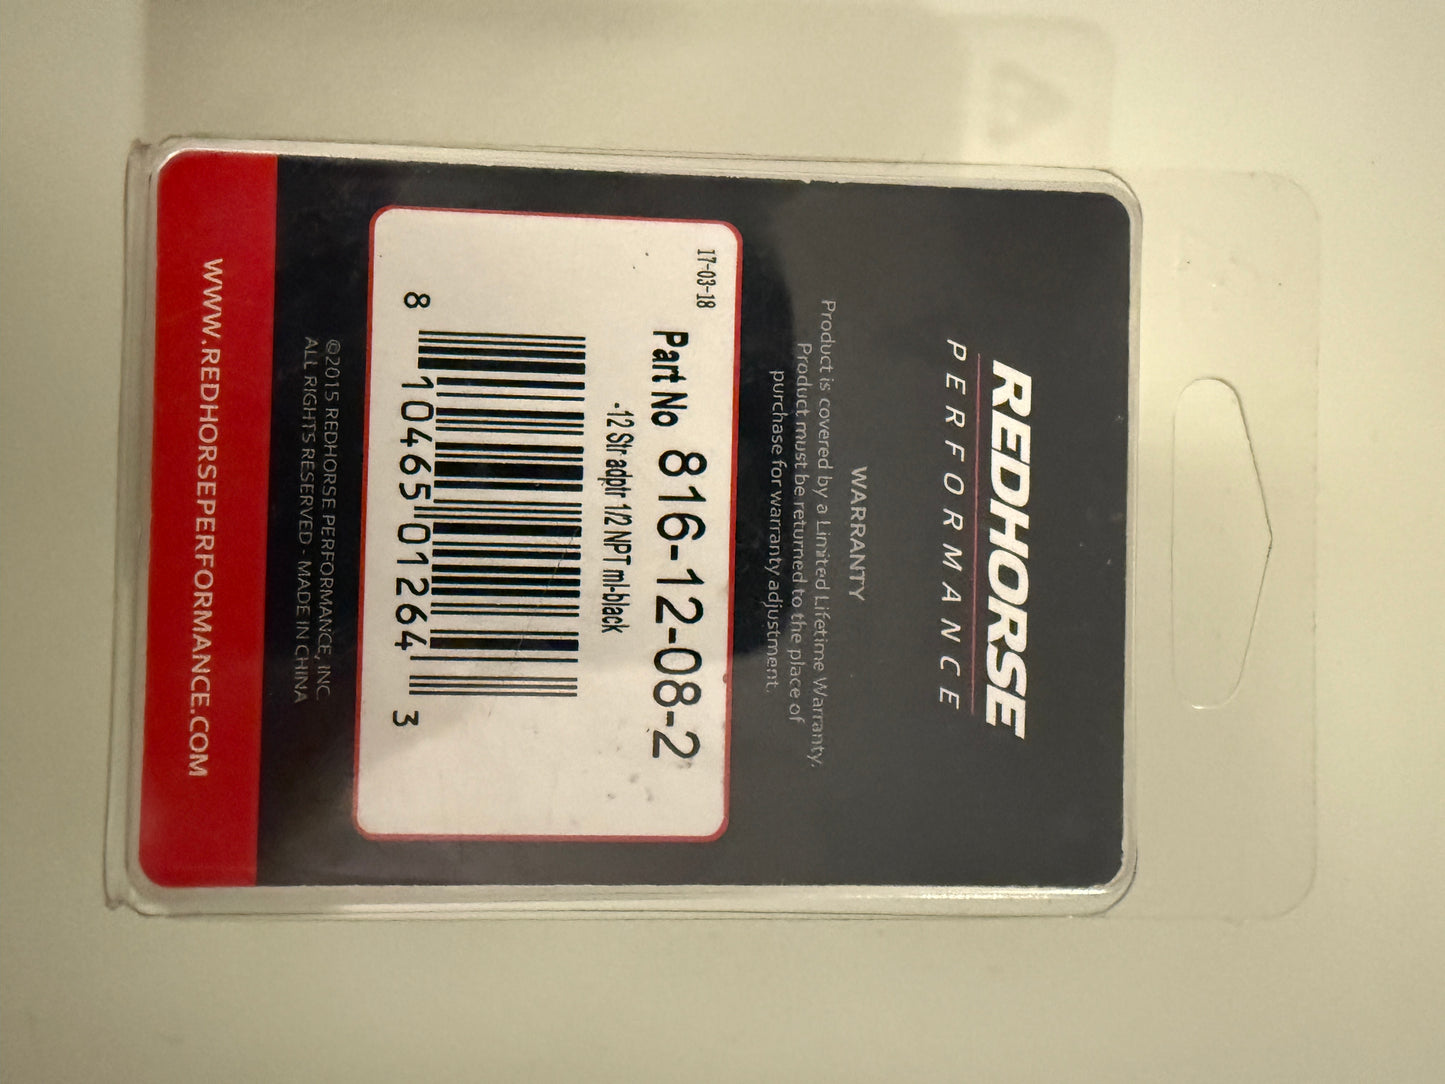 REDHORSE
PERFORMANCE
WARRANTY
Product is covered by a Limited Lifetime Warranty.
Product must be returned to the place of
purchase for warranty adjustment.
17-03-18
Part No 816-12-08-2
-12 Str adptr 1/2 NPT ml-black
8 10465 01264 3
©2015 REDHORSE PERFORMANCE, INC.
ALL RIGHTS RESERVED - MADE IN CHINA
WWW.REDHORSEPERFORMANCE.COM